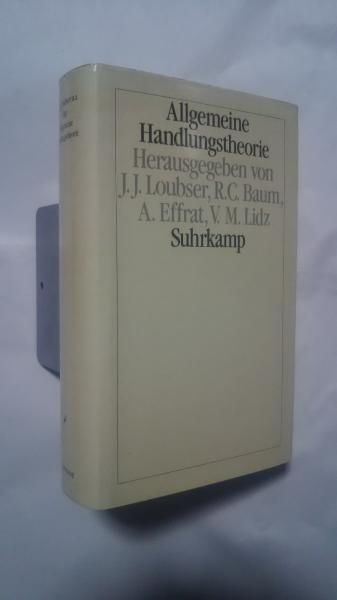 Allgemeine
Handlungstheorie
Herausgegeben von
J. J. Loubser, R. C. Baum,
A. Effrat, V. M. Lidz
Suhrkamp